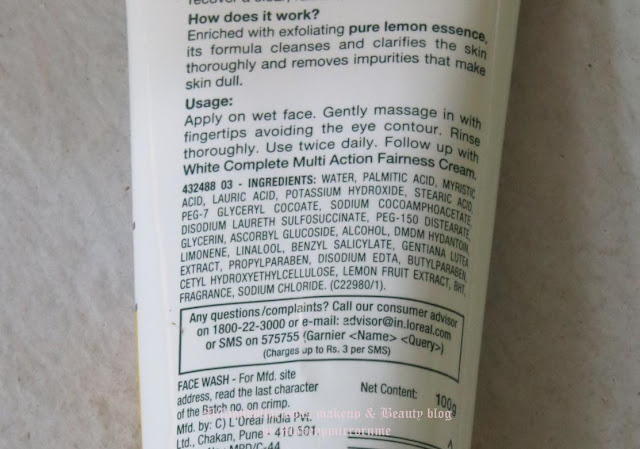 How does it work?
Enriched with exfoliating pure lemon essence,
its formula cleanses and clarifies the skin
thoroughly and removes impurities that make
skin dull.
Usage:
Apply on wet face. Gently massage in with
fingertips avoiding the eye contour. Rinse
thoroughly. Use twice daily. Follow up with
White Complete Multi Action Fairness Cream.
432488 03 - INGREDIENTS: WATER, PALMITIC ACID, MYRISTIC
ACID, LAURIC ACID, POTASSIUM HYDROXIDE, STEARIC ACID,
PEG-7 GLYCERYL COCOATE, SODIUM COCOAMPHOACETATE,
DISODIUM LAURETH SULFOSUCCINATE, PEG-150 DISTEARATE,
GLYCERIN, ASCORBYL GLUCOSIDE, ALCOHOL, DMDM HYDANTOIN,
LIMONENE, LINALOOL, BENZYL SALICYLATE, GENTIANA LUTEA
EXTRACT, PROPYLPARABEN, DISODIUM EDTA, BUTYLPARABEN,
CETYL HYDROXYETHYLCELLULOSE, LEMON FRUIT EXTRACT, BHT,
FRAGRANCE, SODIUM CHLORIDE. (C22980/1).
Any questions/complaints? Call our consumer advisor
on 1800-22-3000 or e-mail: advisor@in.loreal.com
or SMS on 575755 (Garnier <Name> <Query>)
(Charges up to Rs. 3 per SMS)
FACE WASH - For Mfd. site
address, read the last character
of the Batch no. on crimp.
Mfd. by: C) L'Oréal India Pvt.
Ltd., Chakan, Pune - 410 501
Net Content: 100g
makeup & Beauty blog